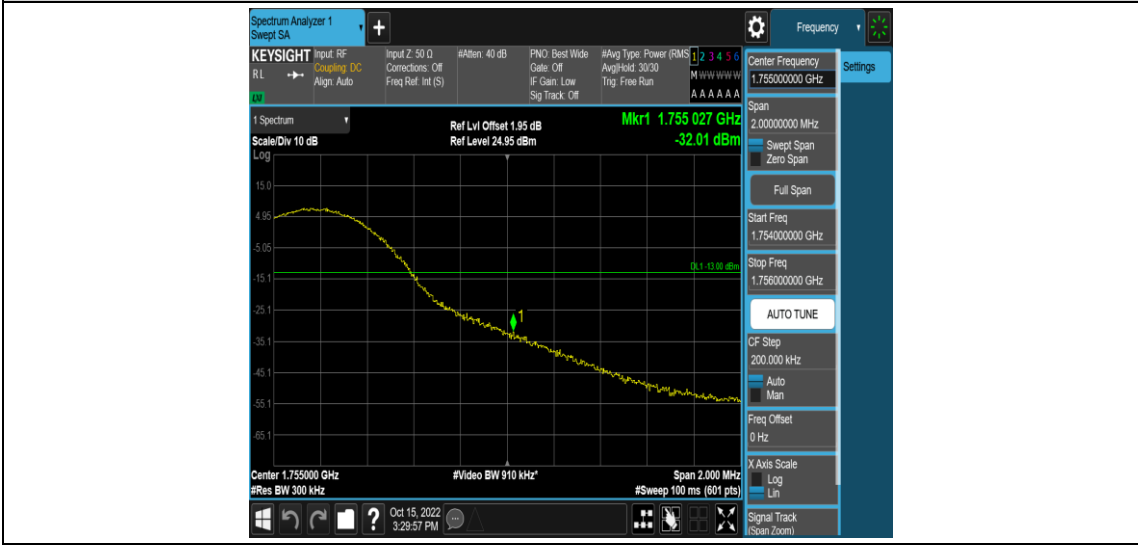 Spectrum Analyzer 1
Swept SA
+
Frequency
KEYSIGHT
RL
LM
Input: RF
Coupling: DC
Align: Auto
Input Z: 50 Ω
Corrections: Off
Freq Ref: Int (S)
#Atten: 40 dB
PNO: Best Wide
Gate: Off
IF Gain: Low
Sig Track: Off
#Avg Type: Power (RMS
Avg|Hold: 30/30
Trig: Free Run
1 2 3 4 5 6
M W W W W W
A A A A A A
1 Spectrum
Scale/Div 10 dB
Log
Ref Lvl Offset 1.95 dB
Ref Level 24.95 dBm
Mkr1 1.755 027 GHz
-32.01 dBm
15.0
4.95
-5.05
DL1 -13.00 dBm
-15.1
-25.1
1
-35.1
-45.1
-55.1
-65.1
Center 1.755000 GHz
#Video BW 910 kHz*
Span 2.000 MHz
#Res BW 300 kHz
#Sweep 100 ms (601 pts)
?
Oct 15, 2022
3:29:57 PM
Center Frequency
1.755000000 GHz
Settings
Span
2.00000000 MHz
Swept Span
Zero Span
Full Span
Start Freq
1.754000000 GHz
Stop Freq
1.756000000 GHz
AUTO TUNE
CF Step
200.000 kHz
Auto
Man
Freq Offset
0 Hz
X Axis Scale
Log
Lin
Signal Track
(Span Zoom)